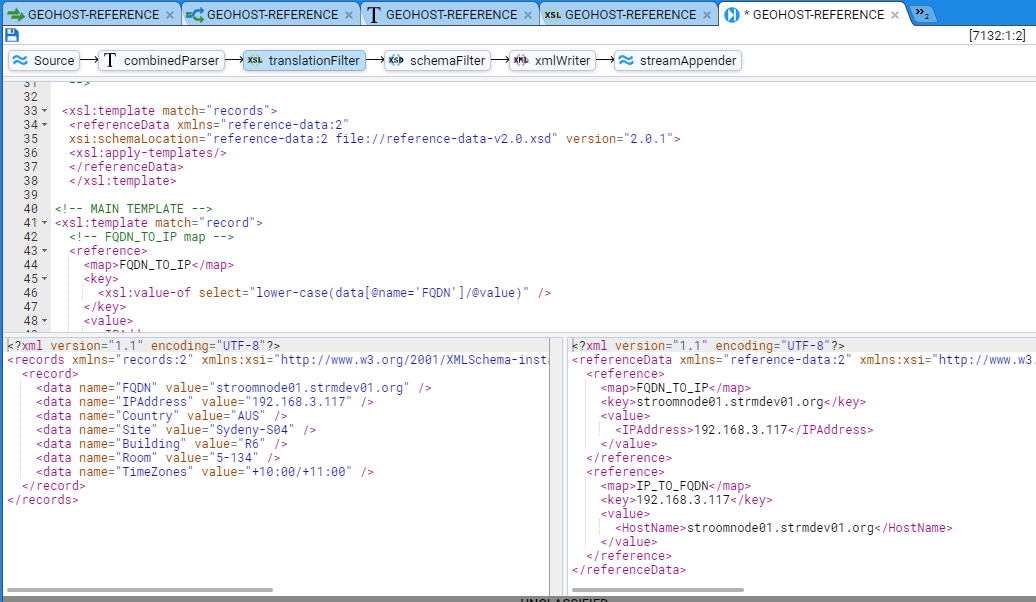 GEOHOST-REFERENCE × GEOHOST-REFERENCE × T GEOHOST-REFERENCE × XSL GEOHOST-REFERENCE × * GEOHOST-REFERENCE × »2
[7132:1:2]
Source T combinedParser XSL translationFilter XSD schemaFilter XML xmlWriter streamAppender
31 -->
32
33 <xsl:template match="records">
34 <referenceData xmlns="reference-data:2"
35 xsi:schemaLocation="reference-data:2 file://reference-data-v2.0.xsd" version="2.0.1">
36 <xsl:apply-templates/>
37 </referenceData>
38 </xsl:template>
39
40 <!-- MAIN TEMPLATE -->
41 <xsl:template match="record">
42 <!-- FQDN_TO_IP map -->
43 <reference>
44 <map>FQDN_TO_IP</map>
45 <key>
46 <xsl:value-of select="lower-case(data[@name='FQDN']/@value)" />
47 </key>
48 <value>
<?xml version="1.1" encoding="UTF-8"?>
<records xmlns="records:2" xmlns:xsi="http://www.w3.org/2001/XMLSchema-insta
<record>
<data name="FQDN" value="stroomnode01.strmdev01.org" />
<data name="IPAddress" value="192.168.3.117" />
<data name="Country" value="AUS" />
<data name="Site" value="Sydeny-S04" />
<data name="Building" value="R6" />
<data name="Room" value="5-134" />
<data name="TimeZones" value="+10:00/+11:00" />
</record>
</records>
<?xml version="1.1" encoding="UTF-8"?>
<referenceData xmlns="reference-data:2" xmlns:xsi="http://www.w3.
<reference>
<map>FQDN_TO_IP</map>
<key>stroomnode01.strmdev01.org</key>
<value>
<IPAddress>192.168.3.117</IPAddress>
</value>
</reference>
<reference>
<map>IP_TO_FQDN</map>
<key>192.168.3.117</key>
<value>
<HostName>stroomnode01.strmdev01.org</HostName>
</value>
</reference>
</referenceData>
UNCLASSIFIED